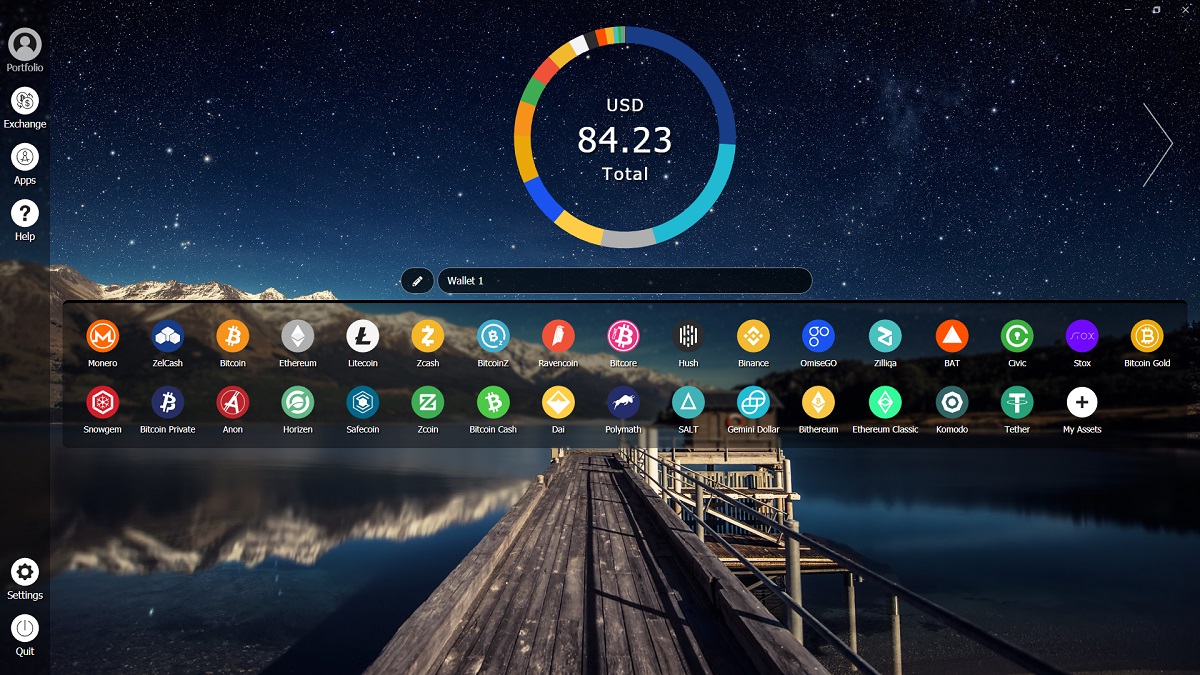 Portfolio
Exchange
Apps
Help
Settings
Quit
USD
84.23
Total
Wallet 1
Monero ZelCash Bitcoin Ethereum Litecoin Zcash BitcoinZ Ravencoin Bitcore Hush Binance OmiseGO Zilliqa BAT Civic Stox Bitcoin Gold
STOX
Snowgem Bitcoin Private Anon Horizen Safecoin Zcoin Bitcoin Cash Dai Polymath SALT Gemini Dollar Bithereum Ethereum Classic Komodo Tether My Assets